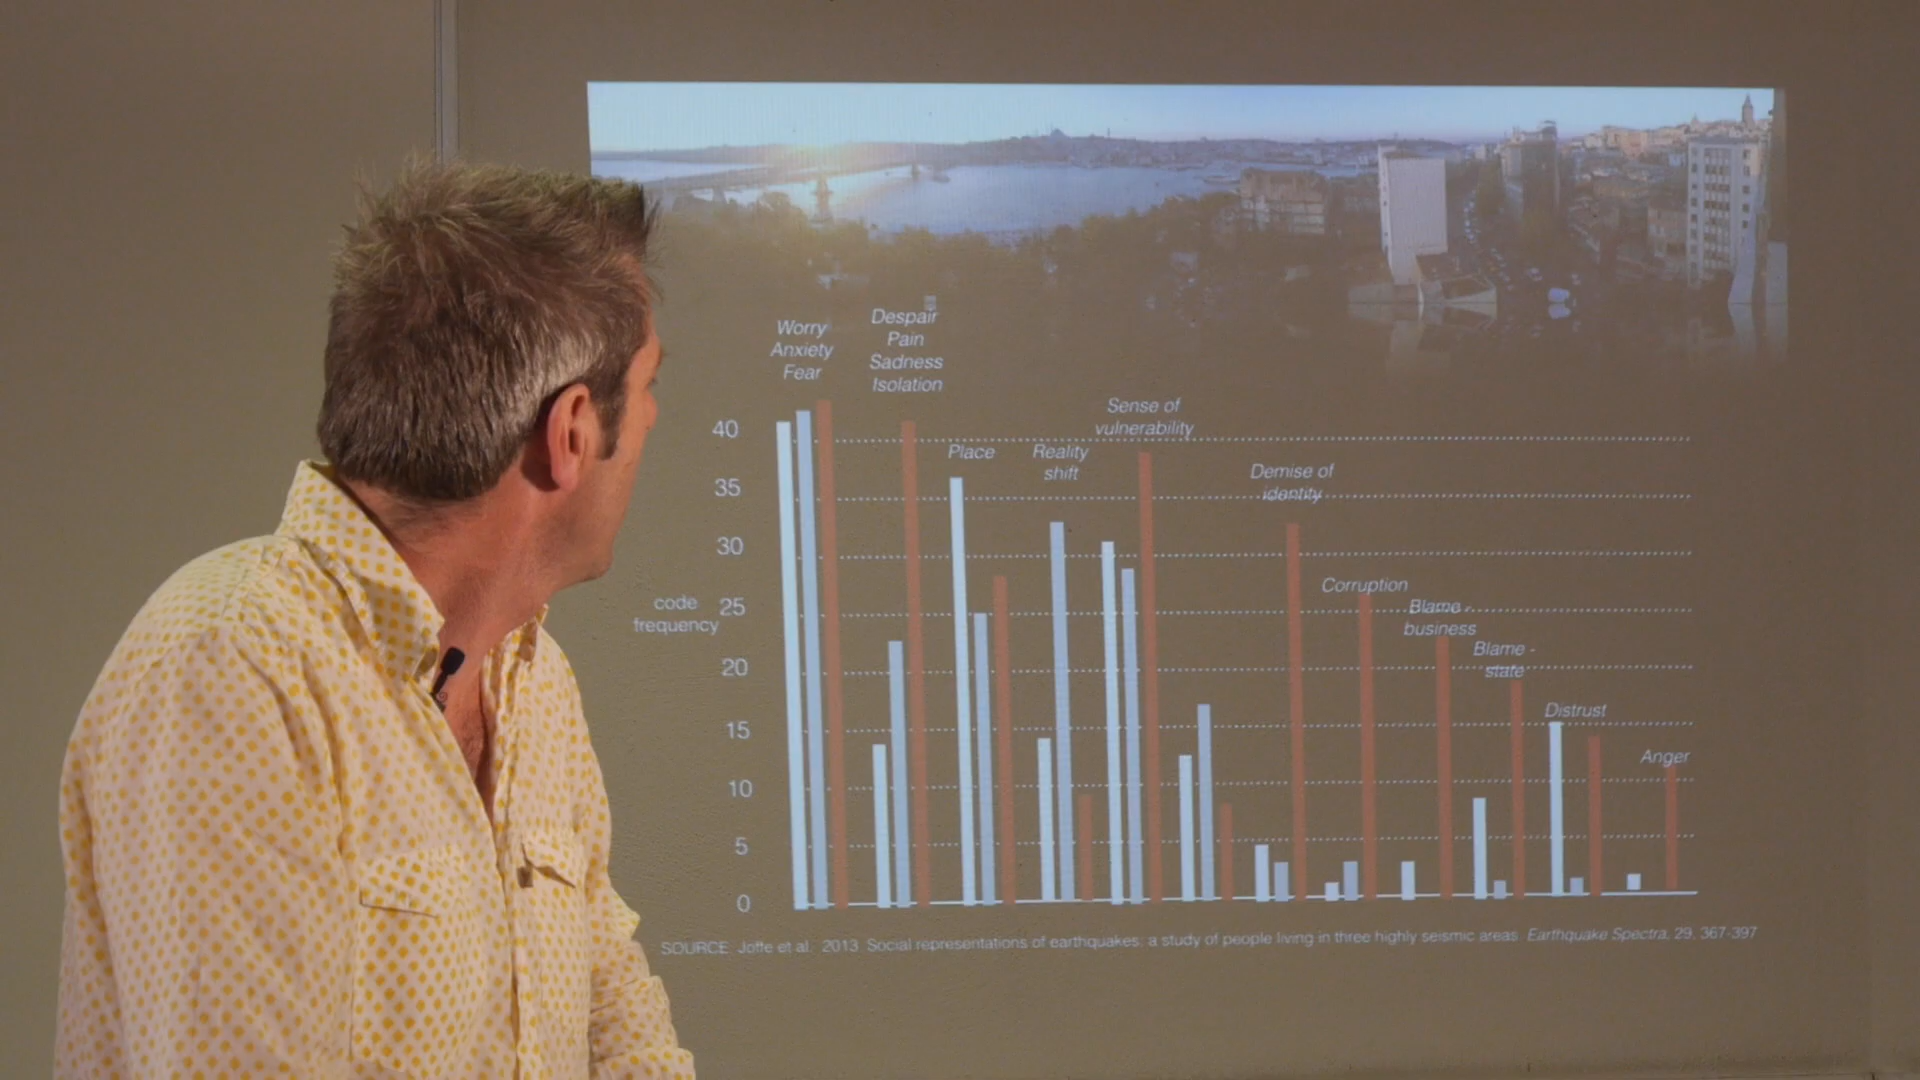 Worry
Anxiety
Fear
Despair
Pain
Sadness
Isolation
Place
Reality
shift
Sense of
vulnerability
Demise of
identity
Corruption
Blame -
business
Blame -
state
Distrust
Anger
40
35
30
25
20
15
10
5
0
code
frequency
SOURCE. Joffe et al. 2013 Social representations of earthquakes: a study of people living in three highly seismic areas. Earthquake Spectra, 29, 367-397